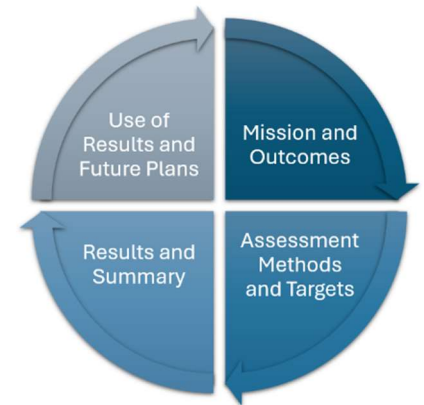 Use of
Results and
Future Plans
Mission and
Outcomes
Results and
Summary
Assessment
Methods
and Targets